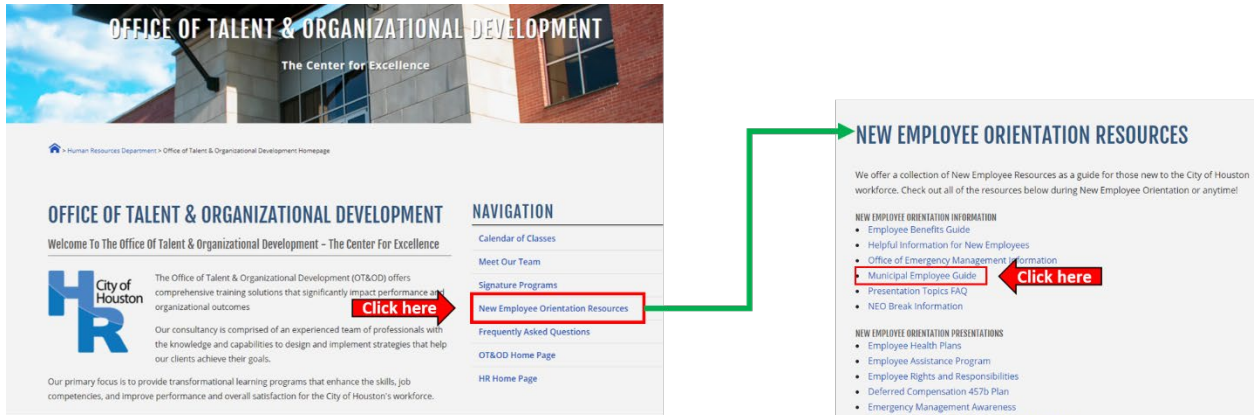 OFFICE OF TALENT & ORGANIZATIONAL DEVELOPMENT
The Center for Excellence
> Human Resources Department > Office of Talent & Organizational Development Homepage
OFFICE OF TALENT & ORGANIZATIONAL DEVELOPMENT
Welcome To The Office Of Talent & Organizational Development – The Center For Excellence
City of
Houston
HR
The Office of Talent & Organizational Development (OT&OD) offers
comprehensive training solutions that significantly impact performance and
organizational outcomes
Our consultancy is comprised of an experienced team of professionals with
the knowledge and capabilities to design and implement strategies that help
our clients achieve their goals.
Our primary focus is to provide transformational learning programs that enhance the skills, job
competencies, and improve performance and overall satisfaction for the City of Houston's workforce.
NAVIGATION
Calendar of Classes
Meet Our Team
Signature Programs
Click here
New Employee Orientation Resources
Frequently Asked Questions
OT&OD Home Page
HR Home Page
NEW EMPLOYEE ORIENTATION RESOURCES
We offer a collection of New Employee Resources as a guide for those new to the City of Houston
workforce. Check out all of the resources below during New Employee Orientation or anytime!
NEW EMPLOYEE ORIENTATION INFORMATION
• Employee Benefits Guide
• Helpful Information for New Employees
• Office of Emergency Management Information
• Municipal Employee Guide
Click here
• Presentation Topics FAQ
• NEO Break Information
NEW EMPLOYEE ORIENTATION PRESENTATIONS
• Employee Health Plans
• Employee Assistance Program
• Employee Rights and Responsibilities
• Deferred Compensation 457b Plan
• Emergency Management Awareness